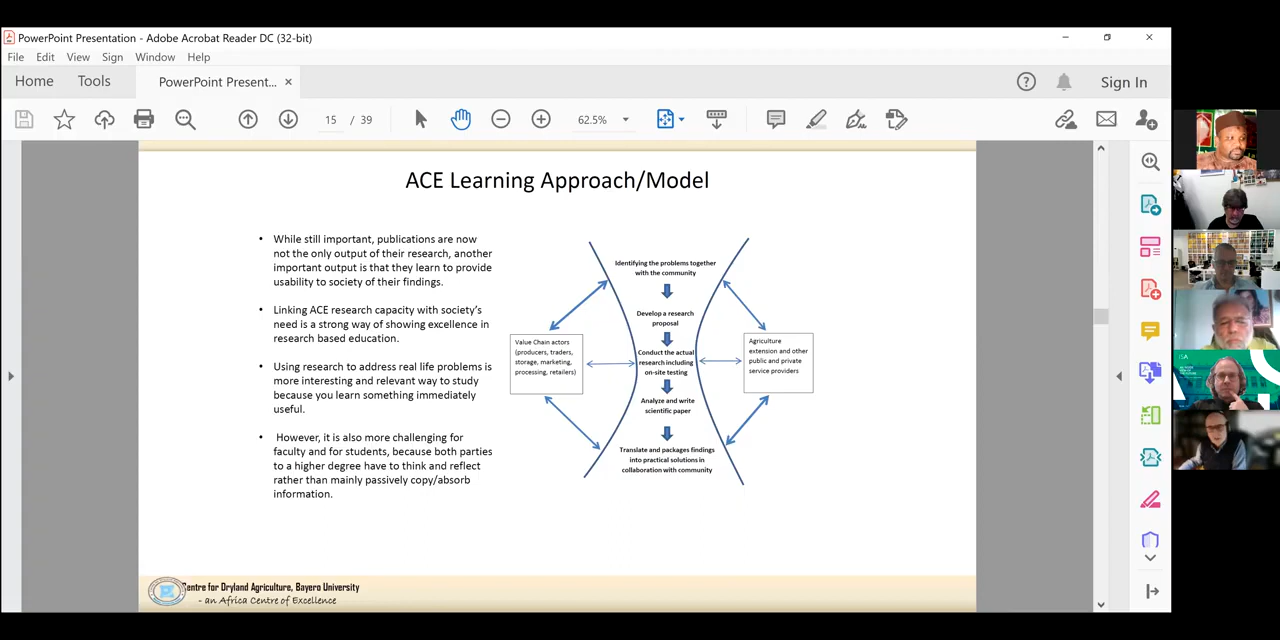 PowerPoint Presentation - Adobe Acrobat Reader DC (32-bit)
File Edit View Sign Window Help
Home Tools PowerPoint Present... Sign In
15 / 39 62.5%
ACE Learning Approach/Model
• While still important, publications are now
not the only output of their research, another
important output is that they learn to provide
usability to society of their findings.
• Linking ACE research capacity with society's
need is a strong way of showing excellence in
research based education.
• Using research to address real life problems is
more interesting and relevant way to study
because you learn something immediately
useful.
• However, it is also more challenging for
faculty and for students, because both parties
to a higher degree have to think and reflect
rather than mainly passively copy/absorb
information.
Identifying the problems together
with the community
Develop a research
proposal
Value Chain actors
(producers, traders,
storage, marketing,
processing, retailers)
Conduct the actual
research including
on-site testing
Agriculture
extension and other
public and private
service providers
Analyze and write
scientific paper
Translate and packages findings
into practical solutions in
collaboration with community
Centre for Dryland Agriculture, Bayero University
- an Africa Centre of Excellence